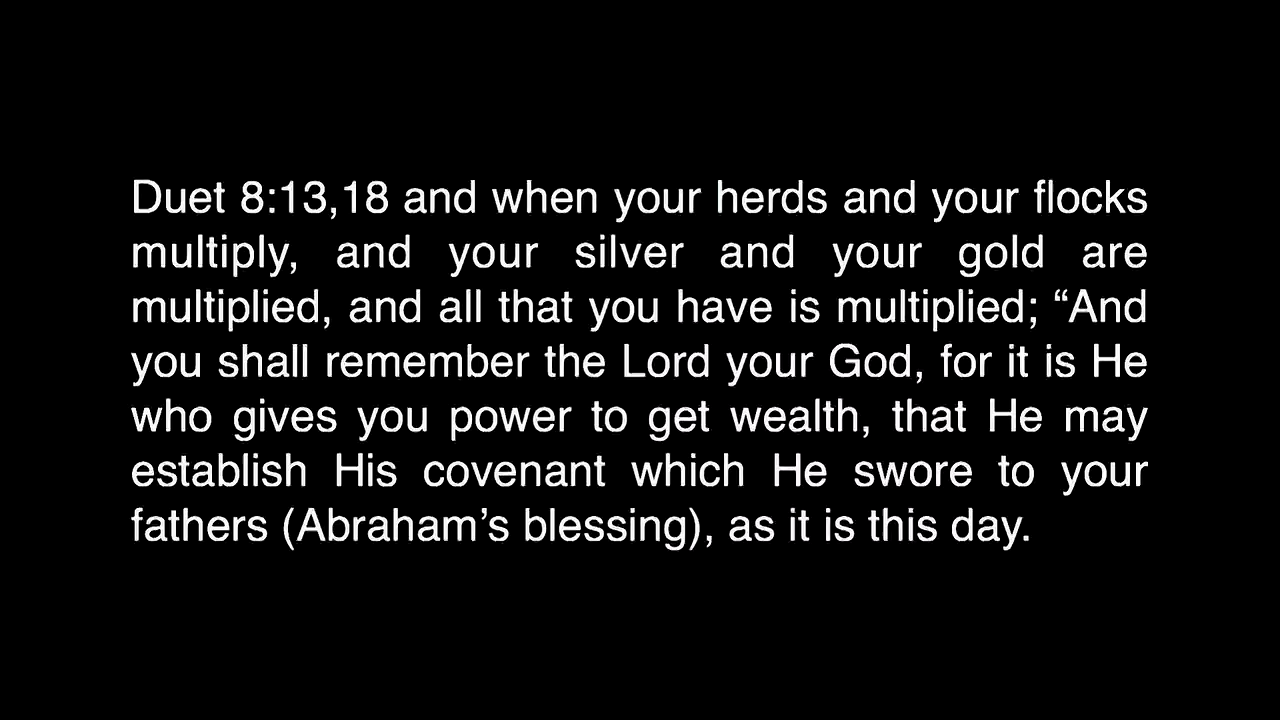 Duet 8:13,18 and when your herds and your flocks
multiply, and your silver and your gold are
multiplied, and all that you have is multiplied; “And
you shall remember the Lord your God, for it is He
who gives you power to get wealth, that He may
establish His covenant which He swore to your
fathers (Abraham’s blessing), as it is this day.